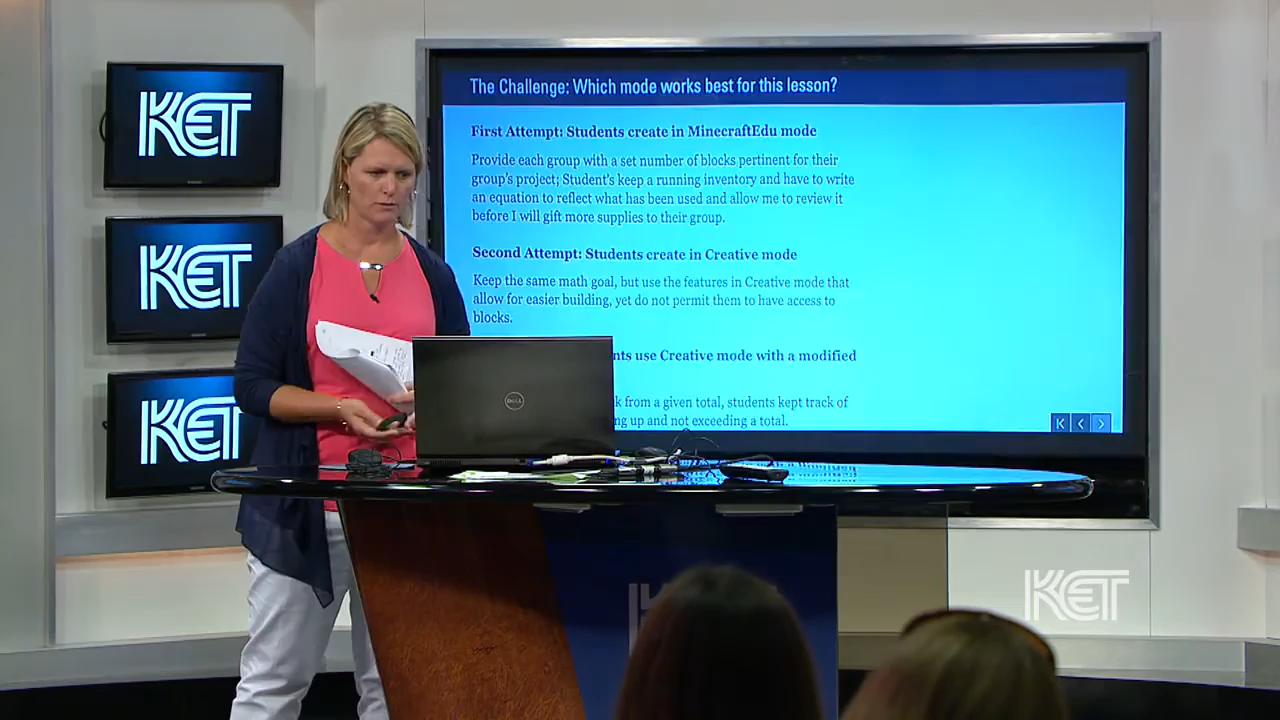 KET
KET
KET
The Challenge: Which mode works best for this lesson?
First Attempt: Students create in MinecraftEdu mode
Provide each group with a set number of blocks pertinent for their
group's project; Student's keep a running inventory and have to write
an equation to reflect what has been used and allow me to review it
before I will gift more supplies to their group.
Second Attempt: Students create in Creative mode
Keep the same math goal, but use the features in Creative mode that
allow for easier building, yet do not permit them to have access to
blocks.
nts use Creative mode with a modified
k from a given total, students kept track of
ng up and not exceeding a total.
DELL
KET